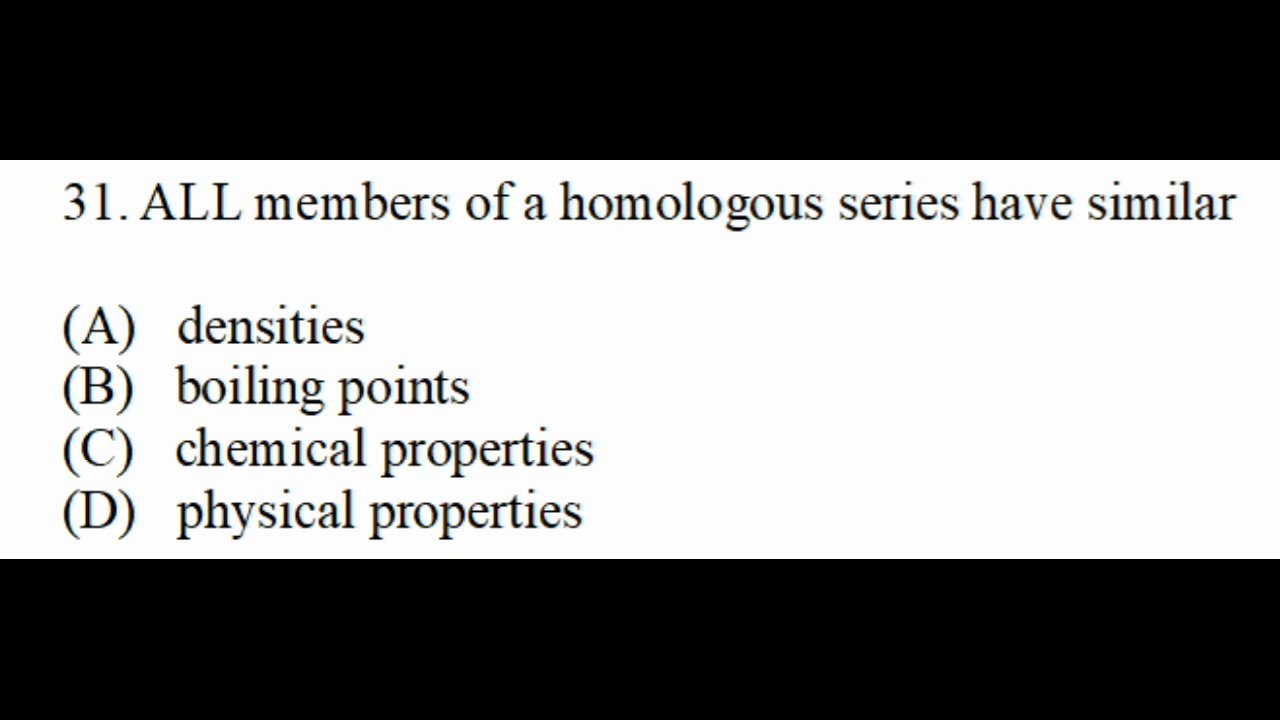 31. ALL members of a homologous series have similar
(A) densities
(B) boiling points
(C) chemical properties
(D) physical properties